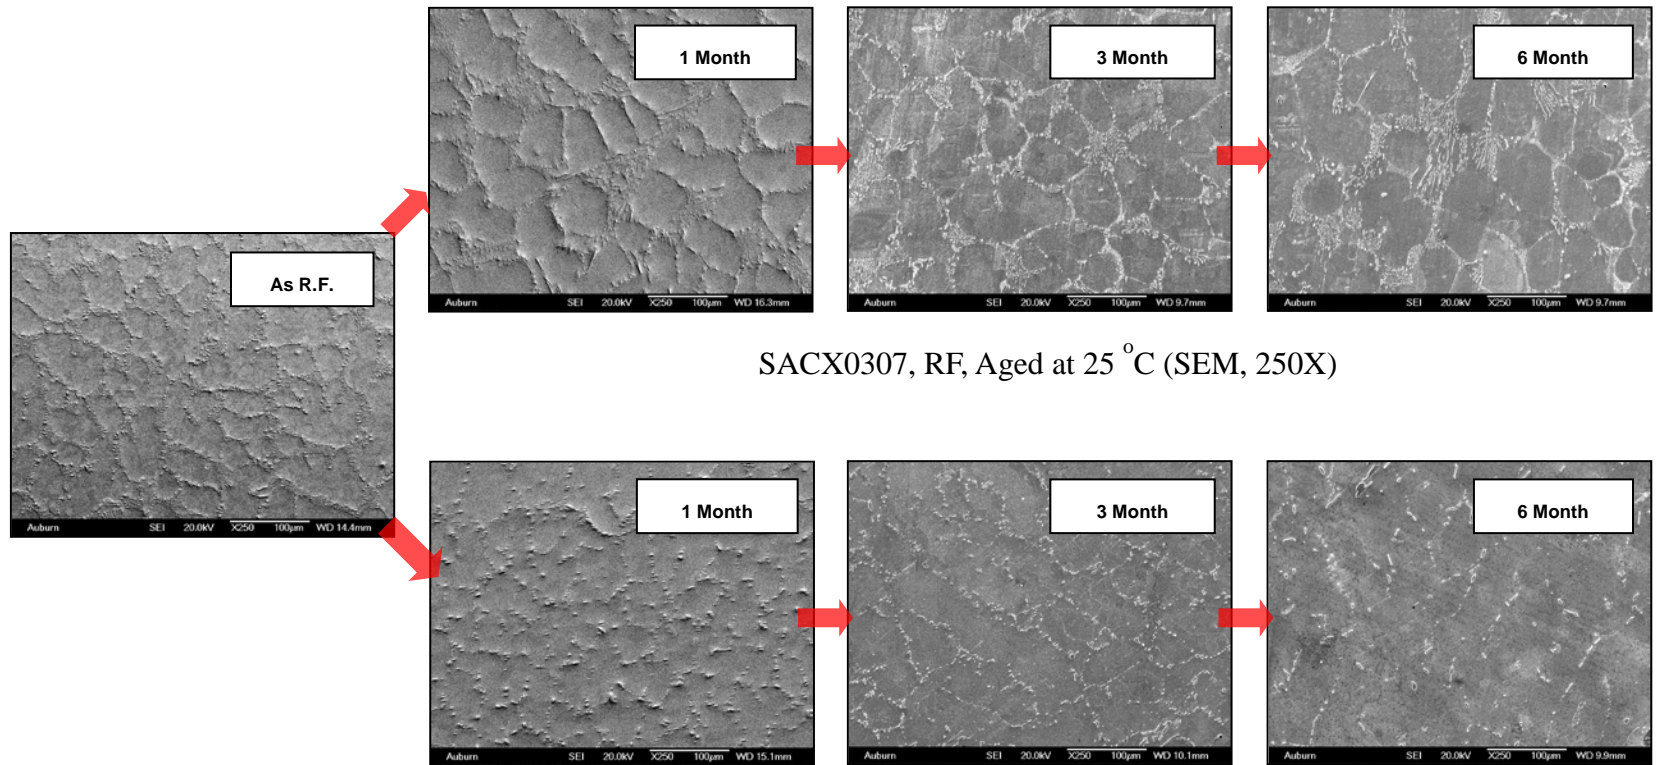 1 Month
3 Month
6 Month
Auburn SEI 20.0kV X250 100µm WD 16.3mm
Auburn SEI 20.0kV X250 100µm WD 9.7mm
Auburn SEI 20.0kV X250 100µm WD 9.7mm
As R.F.
Auburn SEI 20.0kV X250 100µm WD 14.4mm
SACX0307, RF, Aged at 25 °C (SEM, 250X)
1 Month
3 Month
6 Month
Auburn SEI 20.0kV X250 100µm WD 15.1mm
Auburn SEI 20.0kV X250 100µm WD 10.1mm
Auburn SEI 20.0kV X250 100µm WD 9.9mm